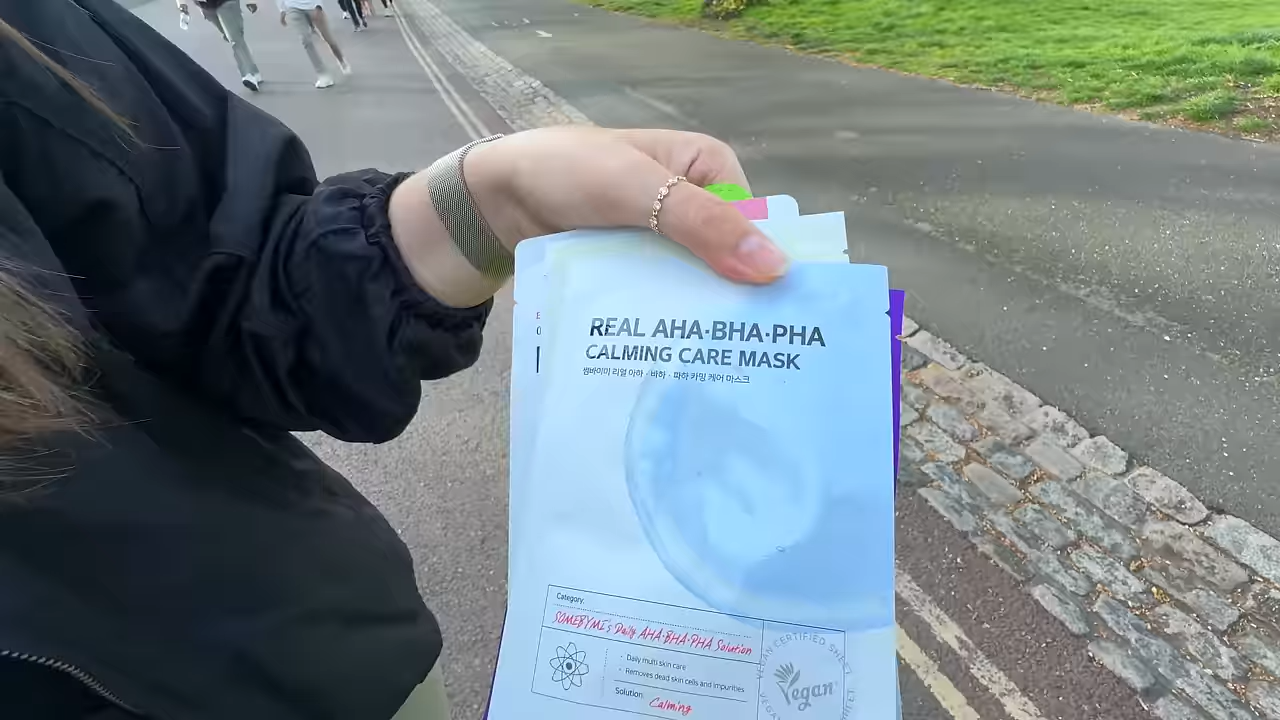 REAL AHA·BHA·PHA
CALMING CARE MASK
썸바이미 리얼 아하 · 바하 · 파하 카밍 케어 마스크
Category:
SOMEBYMI's Daily AHA·BHA·PHA Solution
· Daily multi skin care
· Removes dead skin cells and impurities
Solution:
Calming
VEGAN CERTIFIED
Vegan